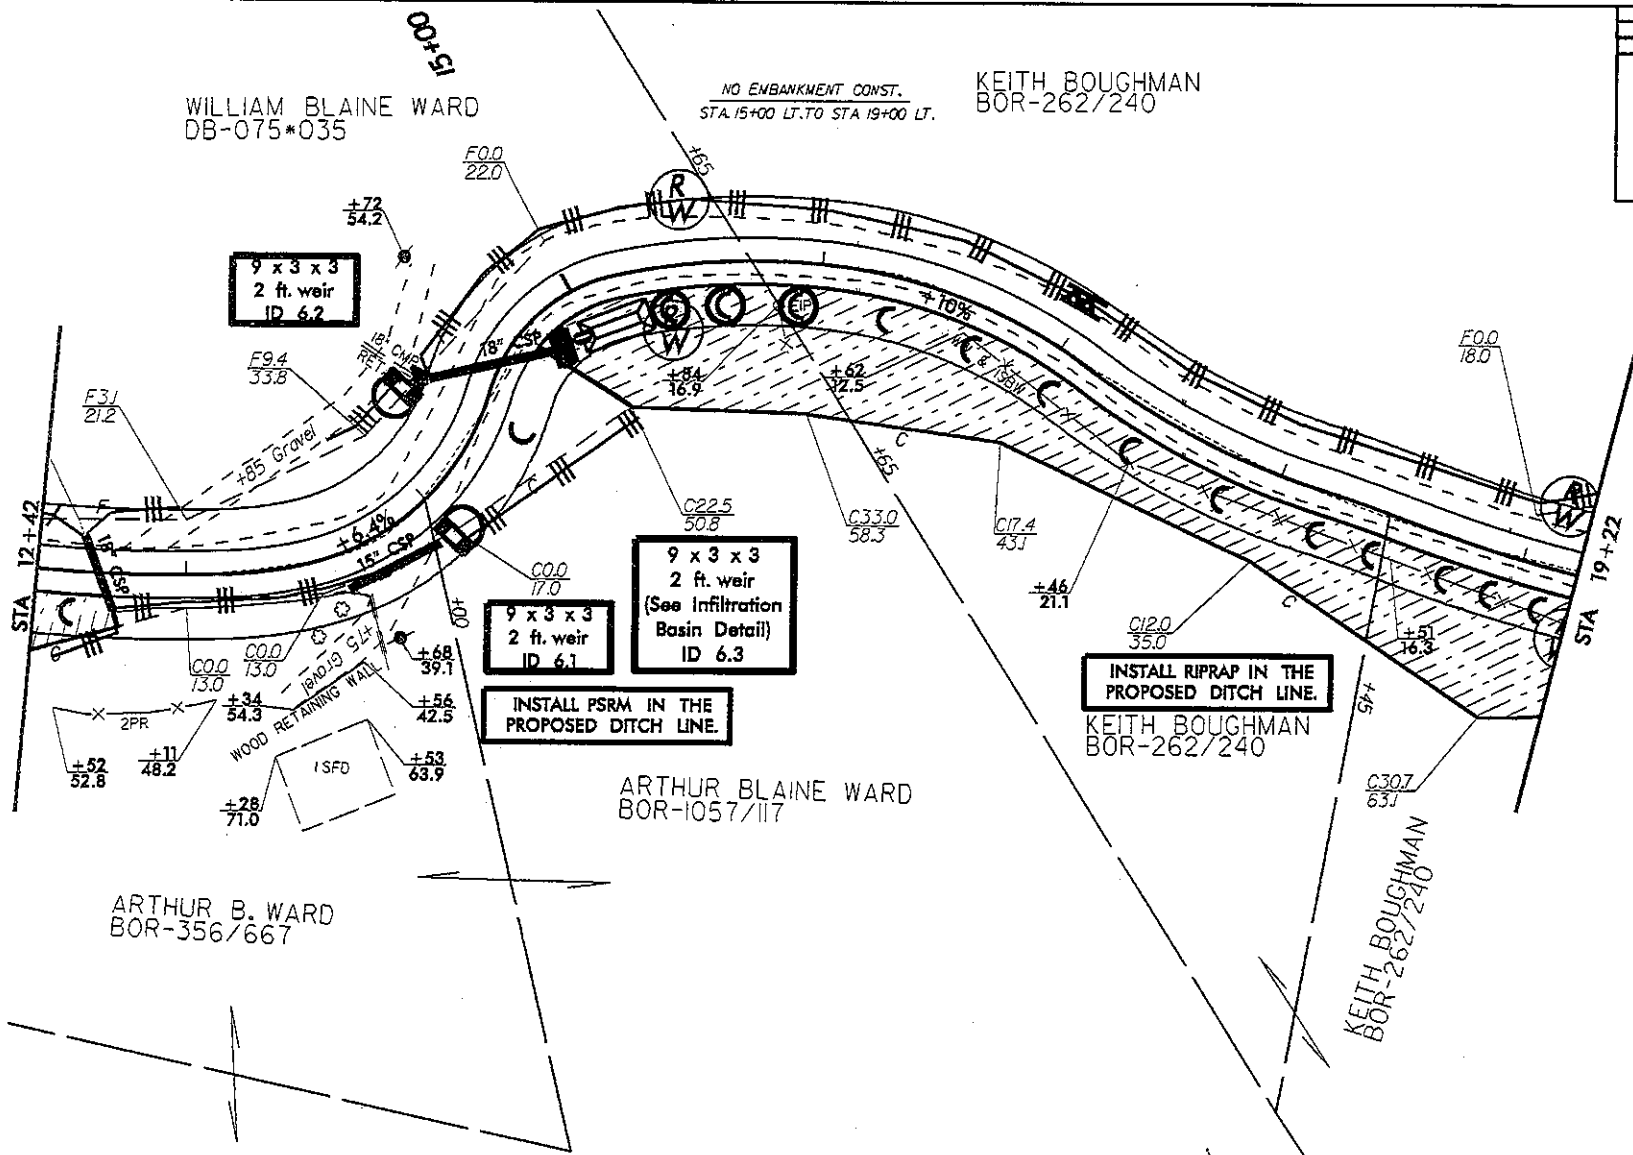 15+00
WILLIAM BLAINE WARD
DB-075*035
NO EMBANKMENT CONST.
STA 15+00 LT. TO STA 19+00 LT.
KEITH BOUGHMAN
BOR-262/240
+65
F0.0
22.0
R
W
+72
54.2
9 x 3 x 3
2 ft. weir
ID 6.2
18" CMP
RET
18" CSP
EIP
+10%
F9.4
33.8
+84
16.9
+62
12.5
MW & 19BW
F0.0
18.0
F3.1
21.2
+85 Gravel
C
+65
R
W
STA 12+42
F
18" CSP
+6.4%
15" CSP
C
C22.5
50.8
C33.0
58.3
C17.4
43.1
STA 19+22
C0.0
17.0
9 x 3 x 3
2 ft. weir
(See Infiltration
Basin Detail)
ID 6.3
+46
21.1
C
9 x 3 x 3
2 ft. weir
ID 6.1
+00
C12.0
35.0
+51
16.3
C
C0.0
13.0
C0.0
13.0
+75 Gravel
+68
39.1
INSTALL RIPRAP IN THE
PROPOSED DITCH LINE.
+45
+34
54.3
WOOD RETAINING WALL
+56
42.5
INSTALL PSRM IN THE
PROPOSED DITCH LINE.
2PR
KEITH BOUGHMAN
BOR-262/240
+52
52.8
+11
48.2
1 SFD
+53
63.9
+28
71.0
ARTHUR BLAINE WARD
BOR-1057/117
C30.7
63.1
KEITH BOUGHMAN
BOR-262/240
ARTHUR B. WARD
BOR-356/667